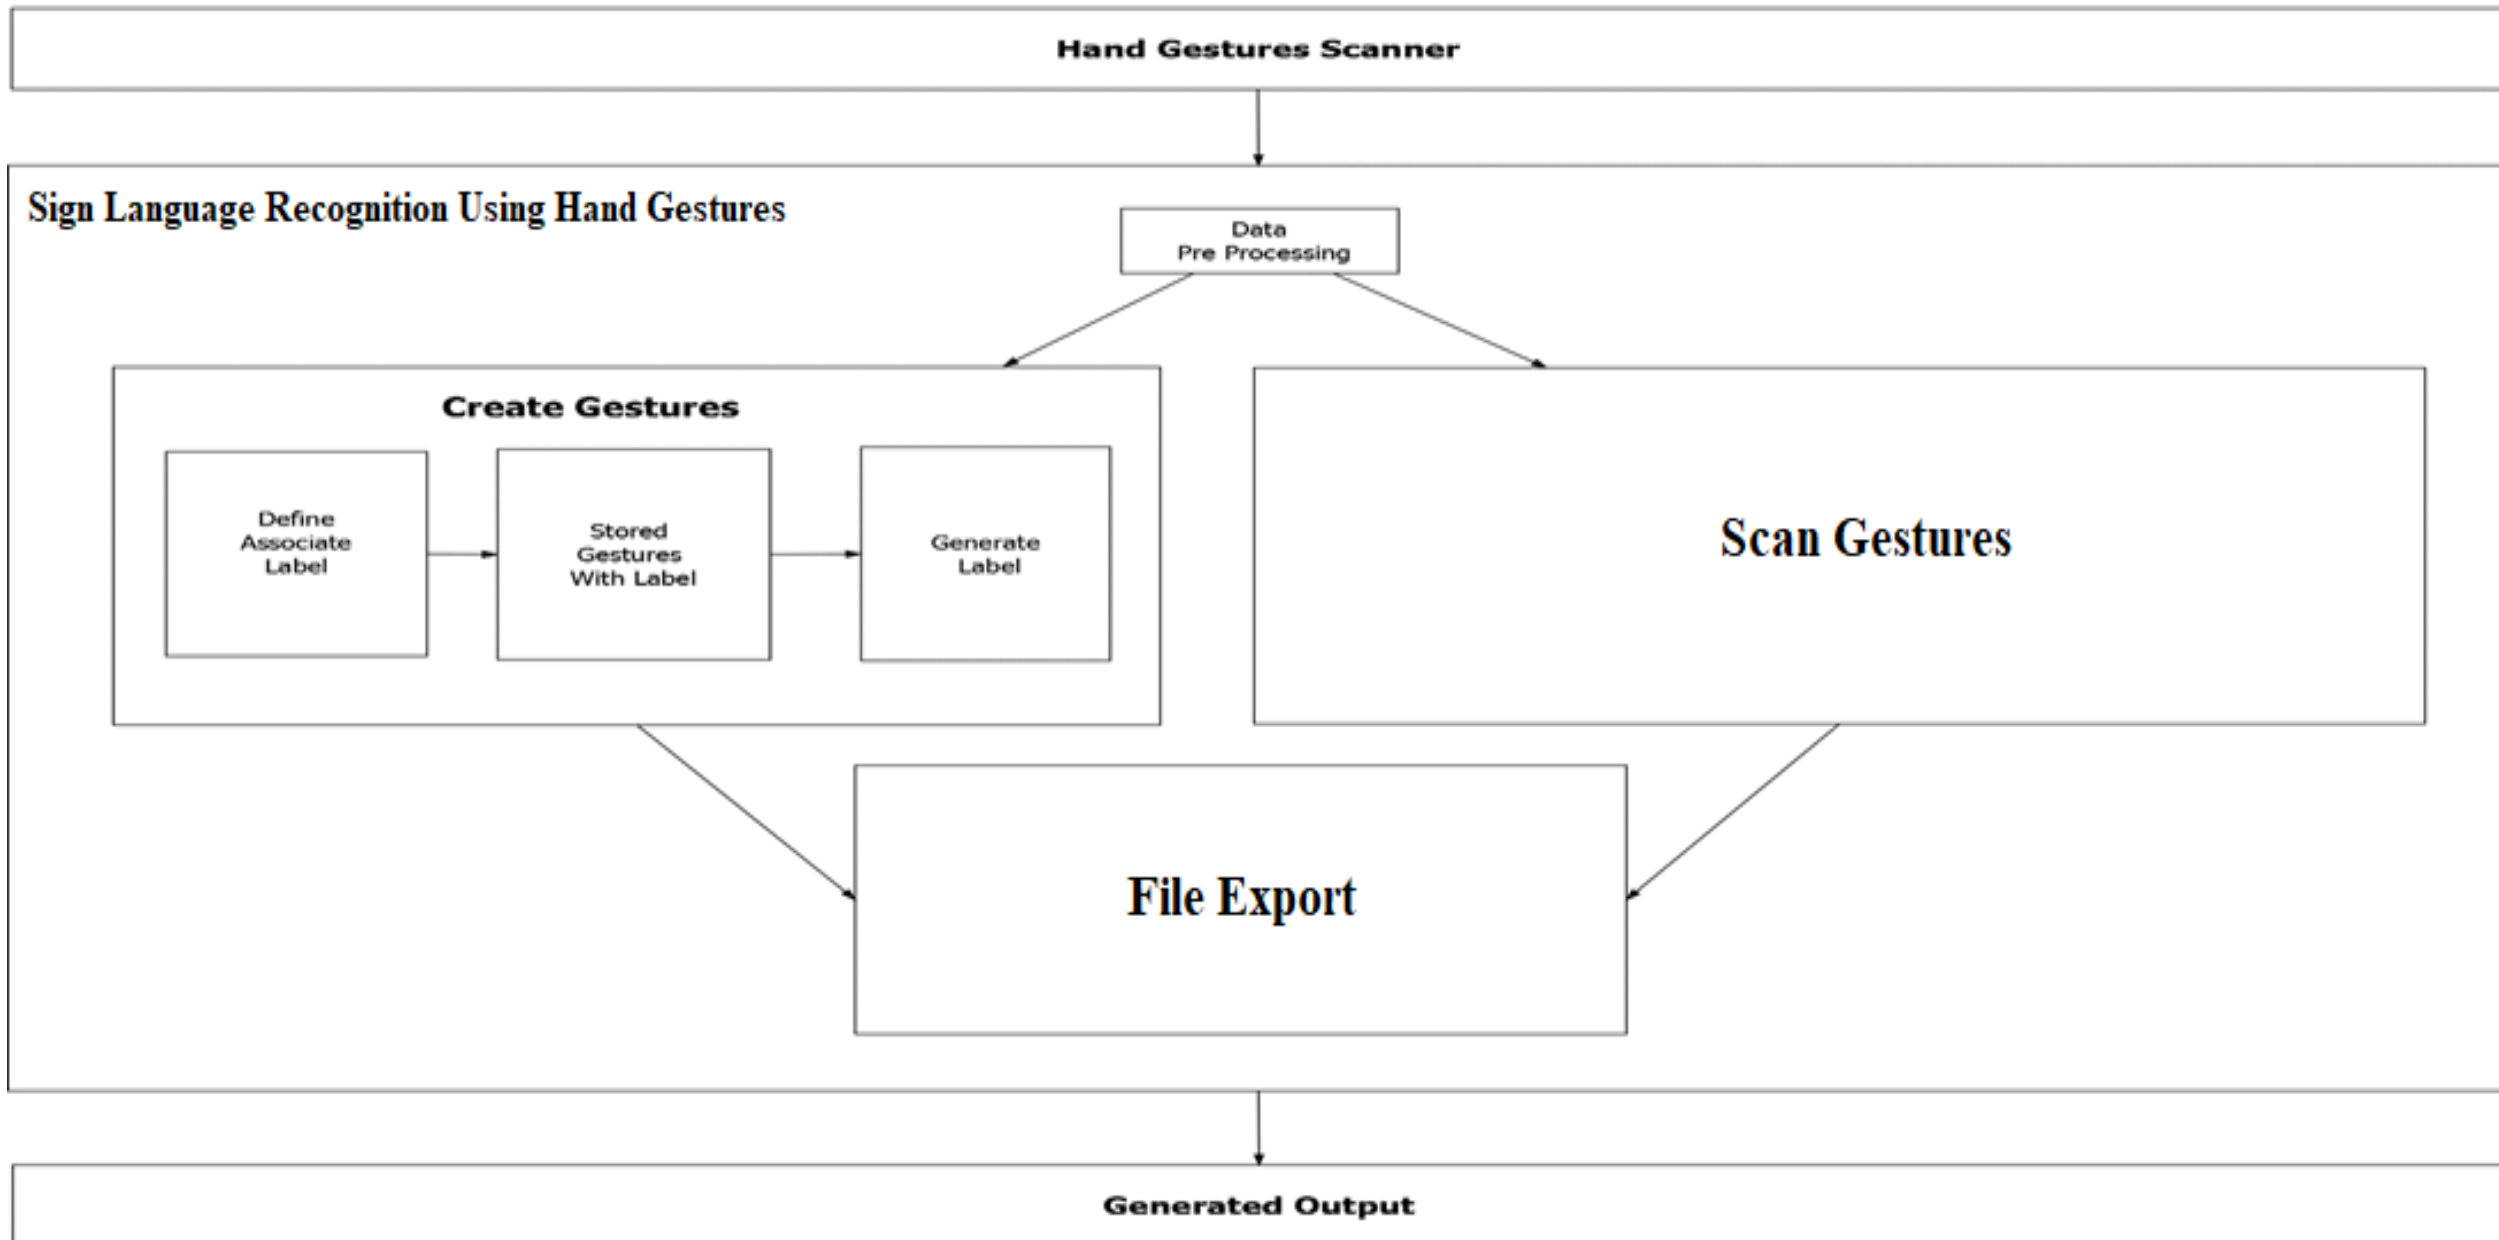 Hand Gestures Scanner
Sign Language Recognition Using Hand Gestures
Data
Pre Processing
Create Gestures
Define
Associate
Label
Stored
Gestures
With Label
Generate
Label
Scan Gestures
File Export
Generated Output